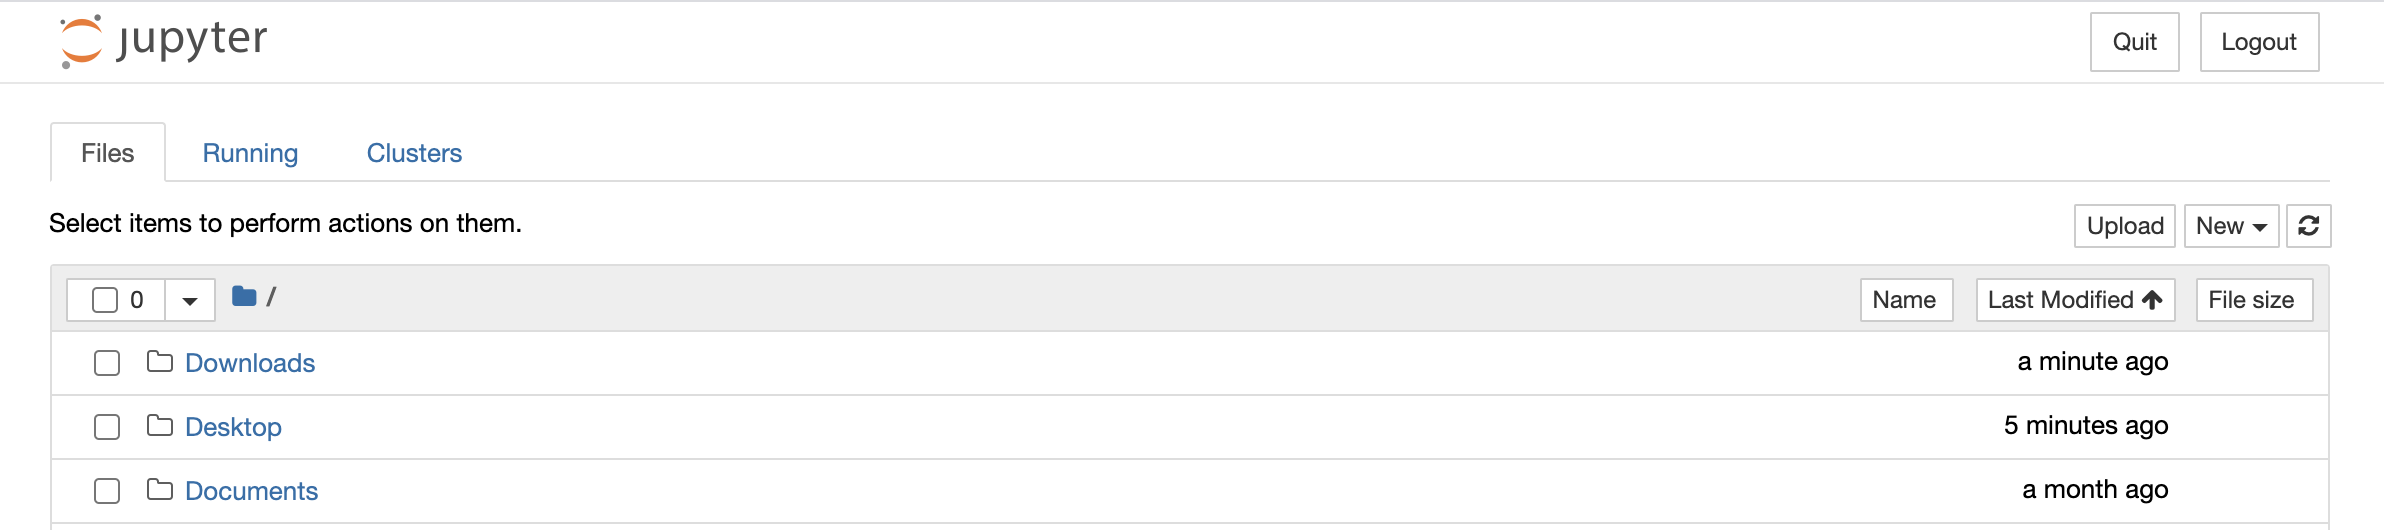 jupyter
Quit
Logout
Files
Running
Clusters
Select items to perform actions on them.
Upload
New
0
/
Name
Last Modified
File size
Downloads
a minute ago
Desktop
5 minutes ago
Documents
a month ago